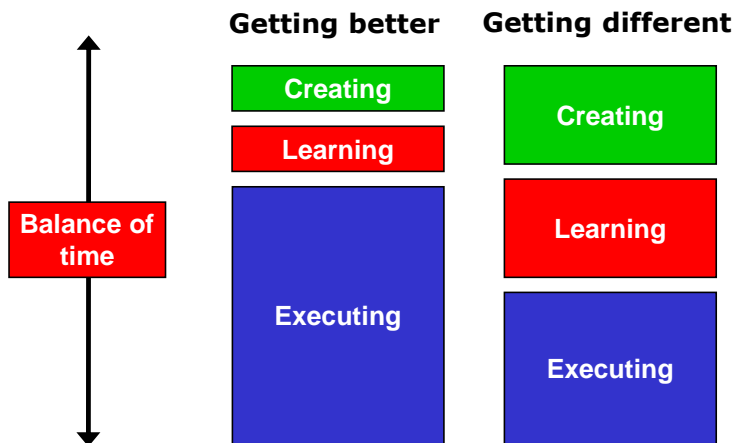 Getting better
Getting different
Creating
Learning
Executing
Creating
Learning
Executing
Balance of
time